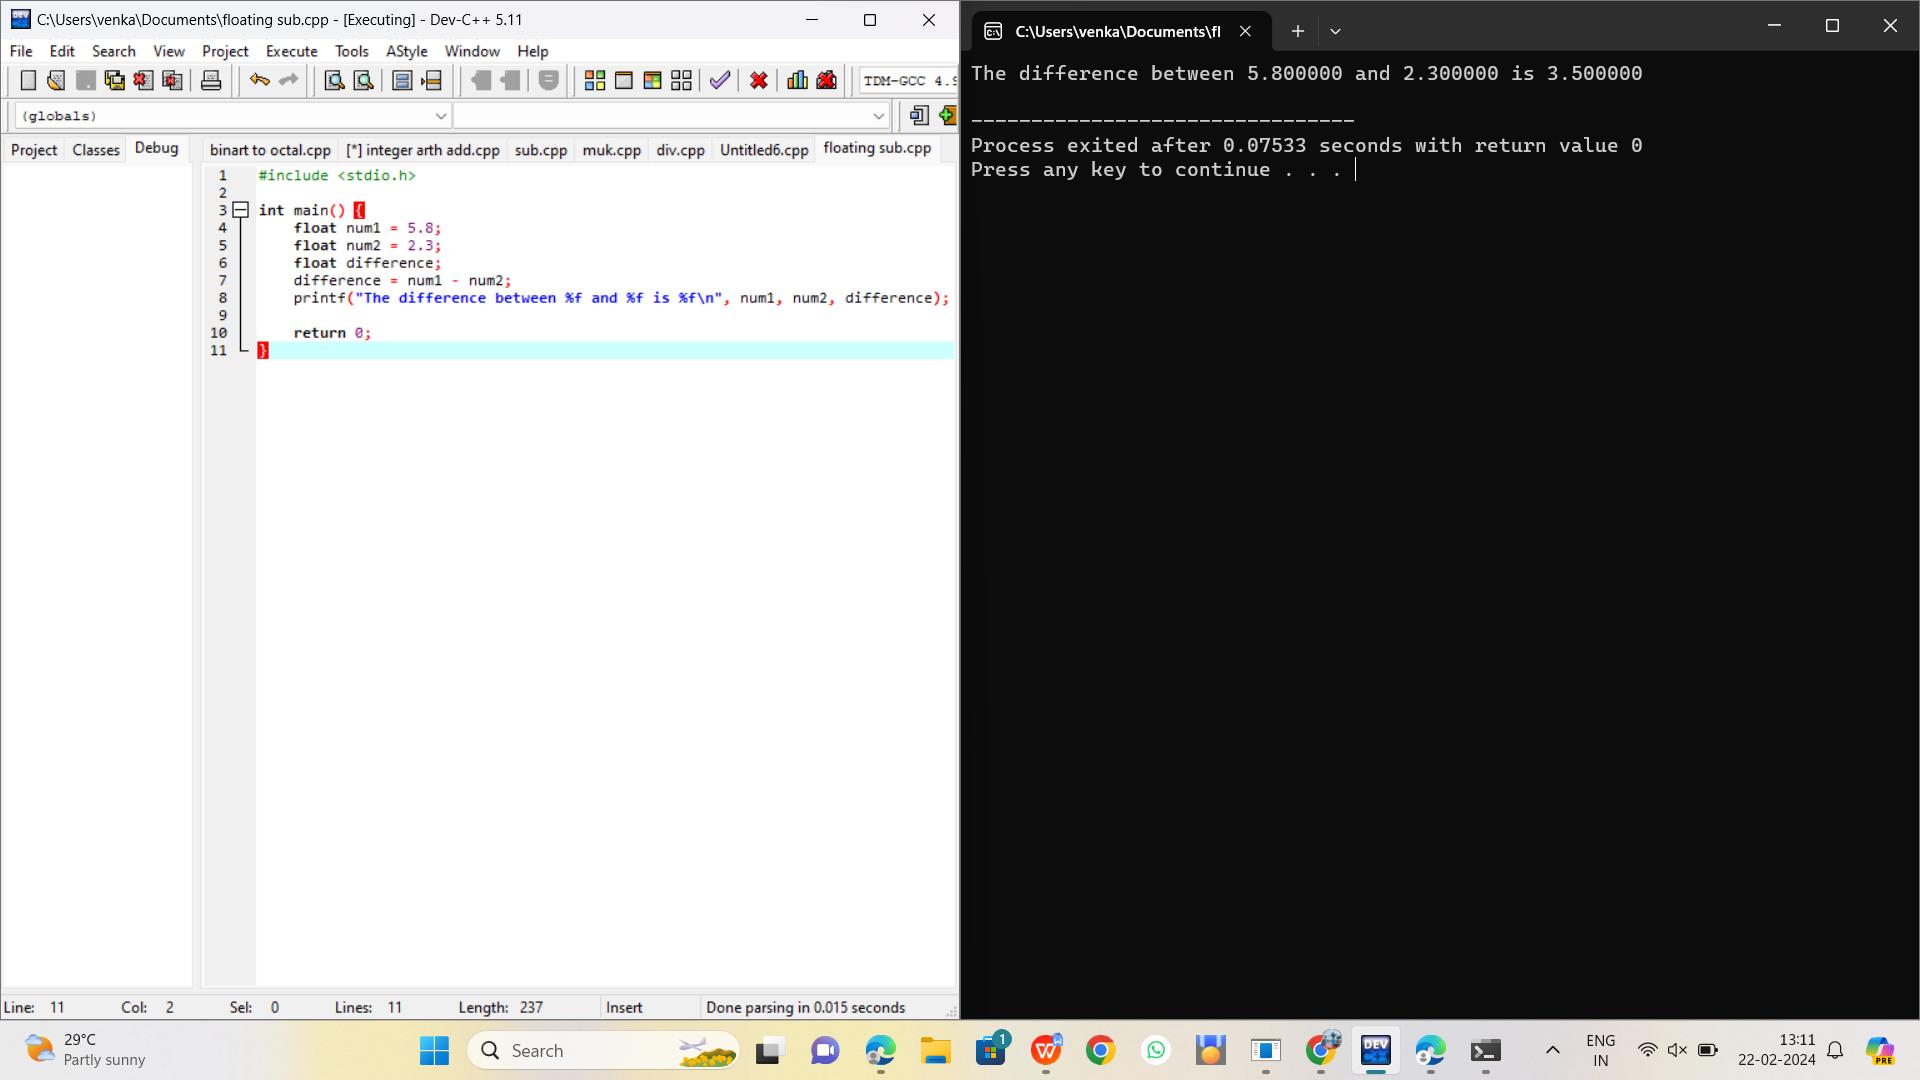 C:\Users\venka\Documents\floating sub.cpp - [Executing] - Dev-C++ 5.11
File Edit Search View Project Execute Tools AStyle Window Help
TDM-GCC 4.9
(globals)
Project Classes Debug
binart to octal.cpp [*] integer arth add.cpp sub.cpp muk.cpp div.cpp Untitled6.cpp floating sub.cpp
1 #include <stdio.h>
2
3 int main() {
4 float num1 = 5.8;
5 float num2 = 2.3;
6 float difference;
7 difference = num1 - num2;
8 printf("The difference between %f and %f is %f\n", num1, num2, difference);
9
10 return 0;
11 }
Line: 11 Col: 2 Sel: 0 Lines: 11 Length: 237 Insert Done parsing in 0.015 seconds
C:\Users\venka\Documents\fl
The difference between 5.800000 and 2.300000 is 3.500000
--------------------------------
Process exited after 0.07533 seconds with return value 0
Press any key to continue . . .
29°C
Partly sunny
Search
1
DEV
C++
ENG
IN
13:11
22-02-2024
PRE